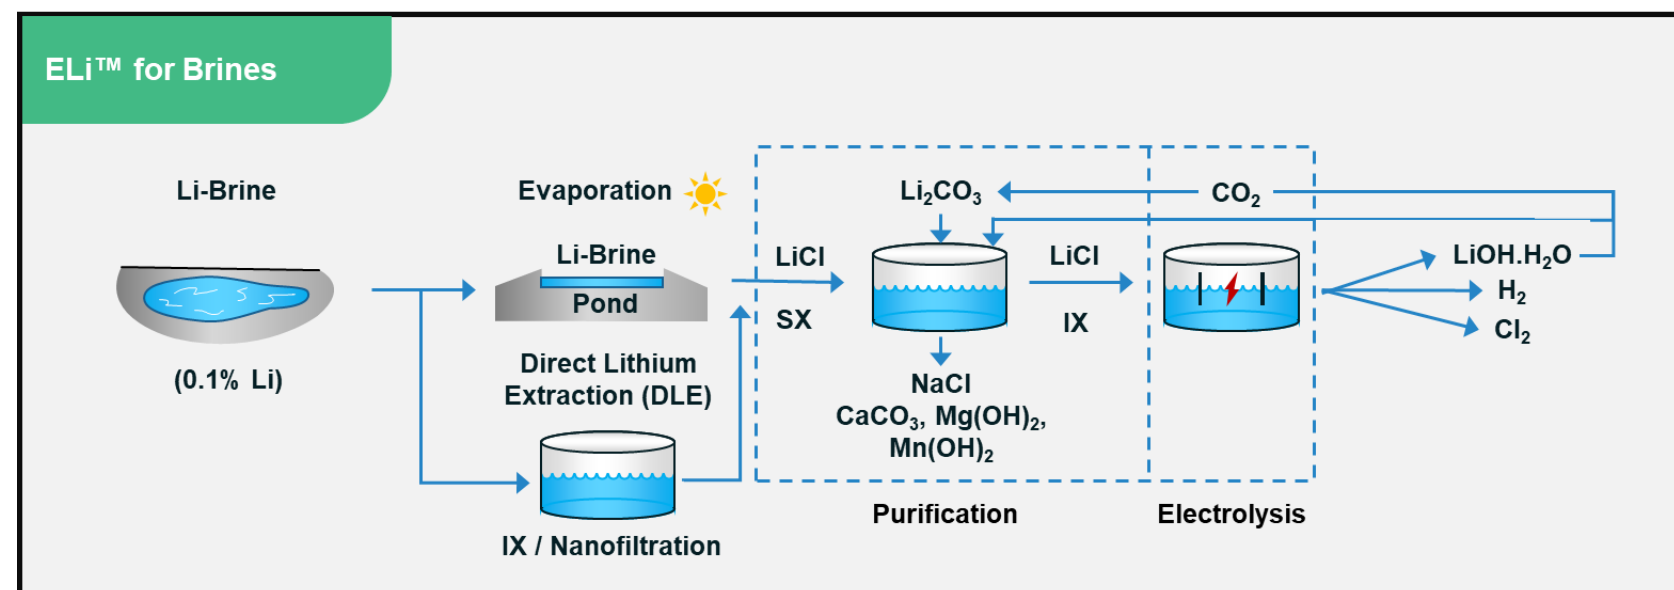 ELi™ for Brines
Li-Brine
(0.1% Li)
Evaporation
Li-Brine
Pond
Direct Lithium
Extraction (DLE)
IX / Nanofiltration
LiCl
SX
Li₂CO₃
CO₂
LiCl
IX
NaCl
CaCO₃, Mg(OH)₂,
Mn(OH)₂
Purification
Electrolysis
LiOH.H₂O
H₂
Cl₂